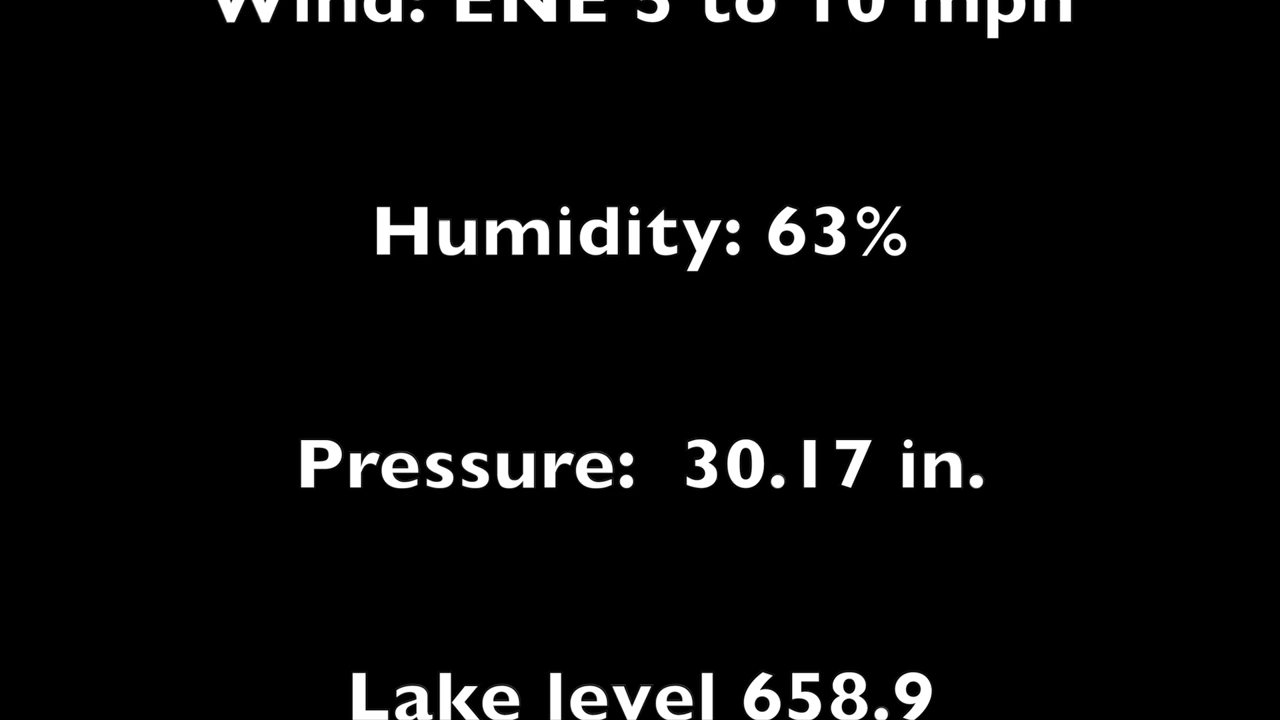 Wind: ENE 5 to 10 mph
Humidity: 63%
Pressure:  30.17 in.
Lake level 658.9